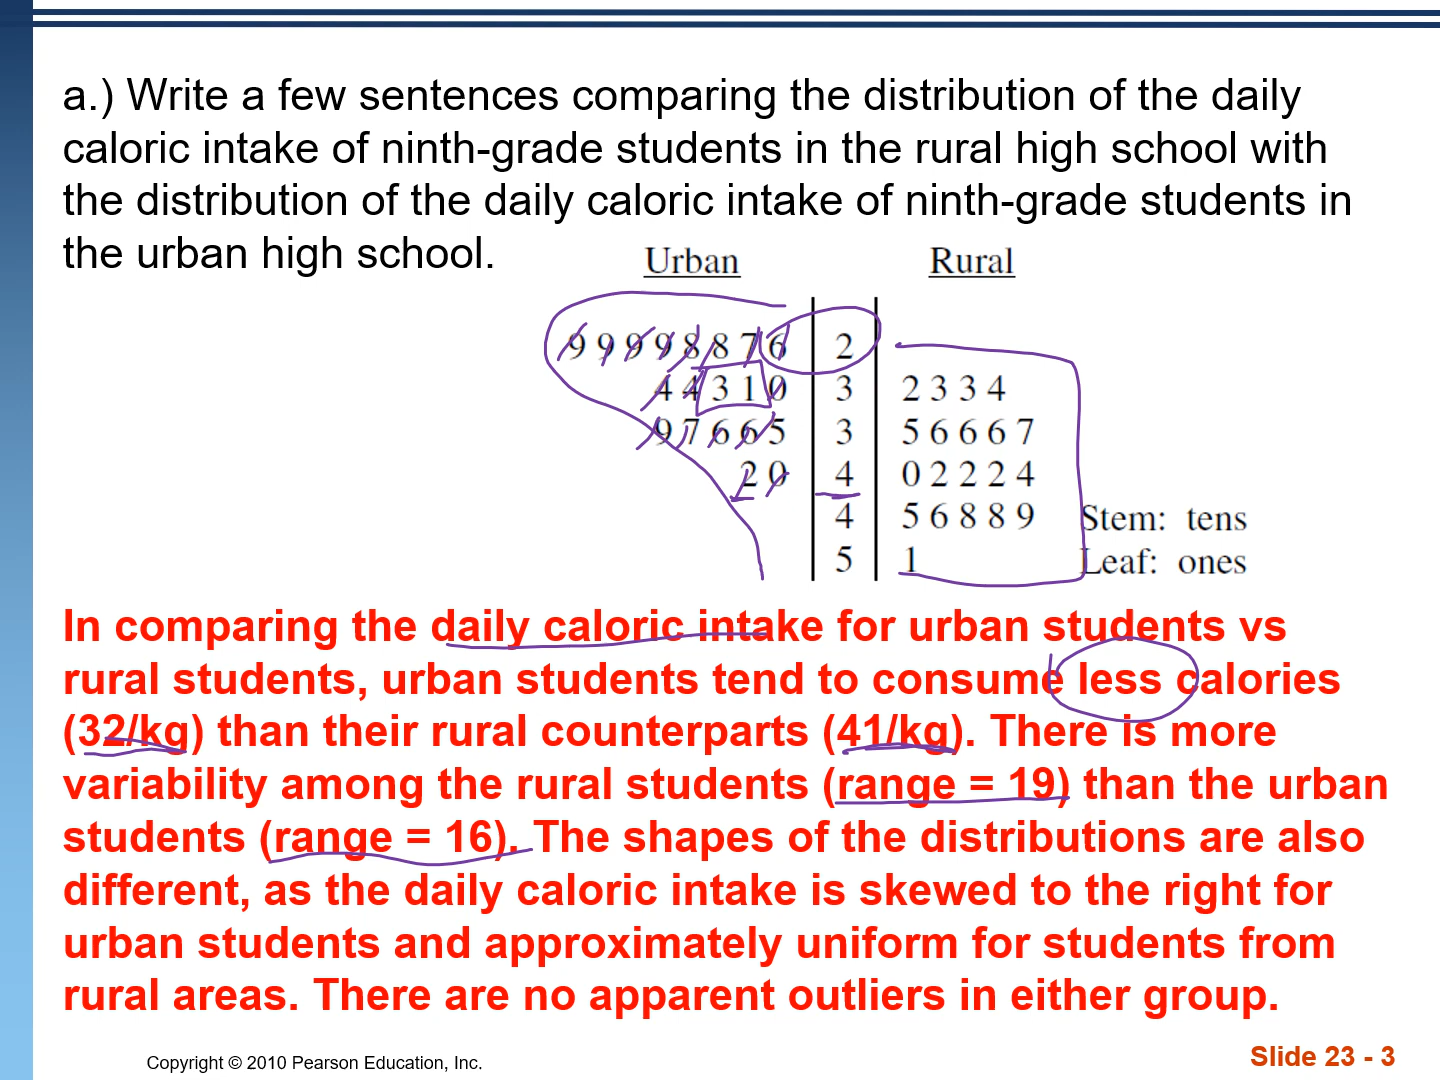 a.) Write a few sentences comparing the distribution of the daily
caloric intake of ninth-grade students in the rural high school with
the distribution of the daily caloric intake of ninth-grade students in
the urban high school.
Urban Rural
9 9 9 9 8 8 7 6 2
4 4 3 1 0 3 2 3 3 4
9 7 6 6 5 3 5 6 6 6 7
2 0 4 0 2 2 2 4
4 5 6 8 8 9 Stem: tens
5 1 Leaf: ones
In comparing the daily caloric intake for urban students vs
rural students, urban students tend to consume less calories
(32/kg) than their rural counterparts (41/kg). There is more
variability among the rural students (range = 19) than the urban
students (range = 16). The shapes of the distributions are also
different, as the daily caloric intake is skewed to the right for
urban students and approximately uniform for students from
rural areas. There are no apparent outliers in either group.
Copyright © 2010 Pearson Education, Inc.
Slide 23 - 3